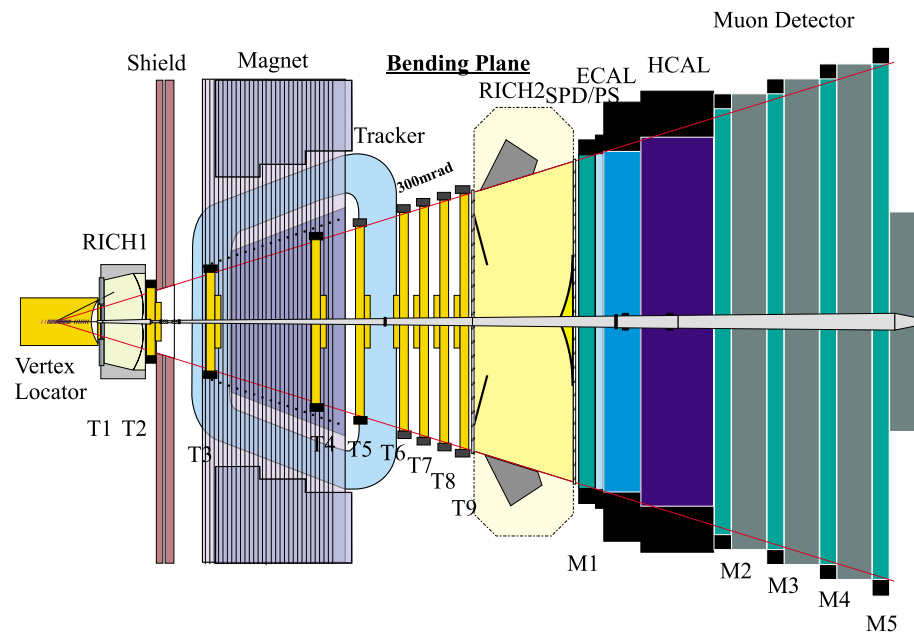 Muon Detector
Shield
Magnet
Bending Plane
HCAL
ECAL
RICH2
SPD/PS
Tracker
300mrad
RICH1
Vertex
Locator
T1
T2
T3
T4
T5
T6
T7
T8
T9
M1
M2
M3
M4
M5